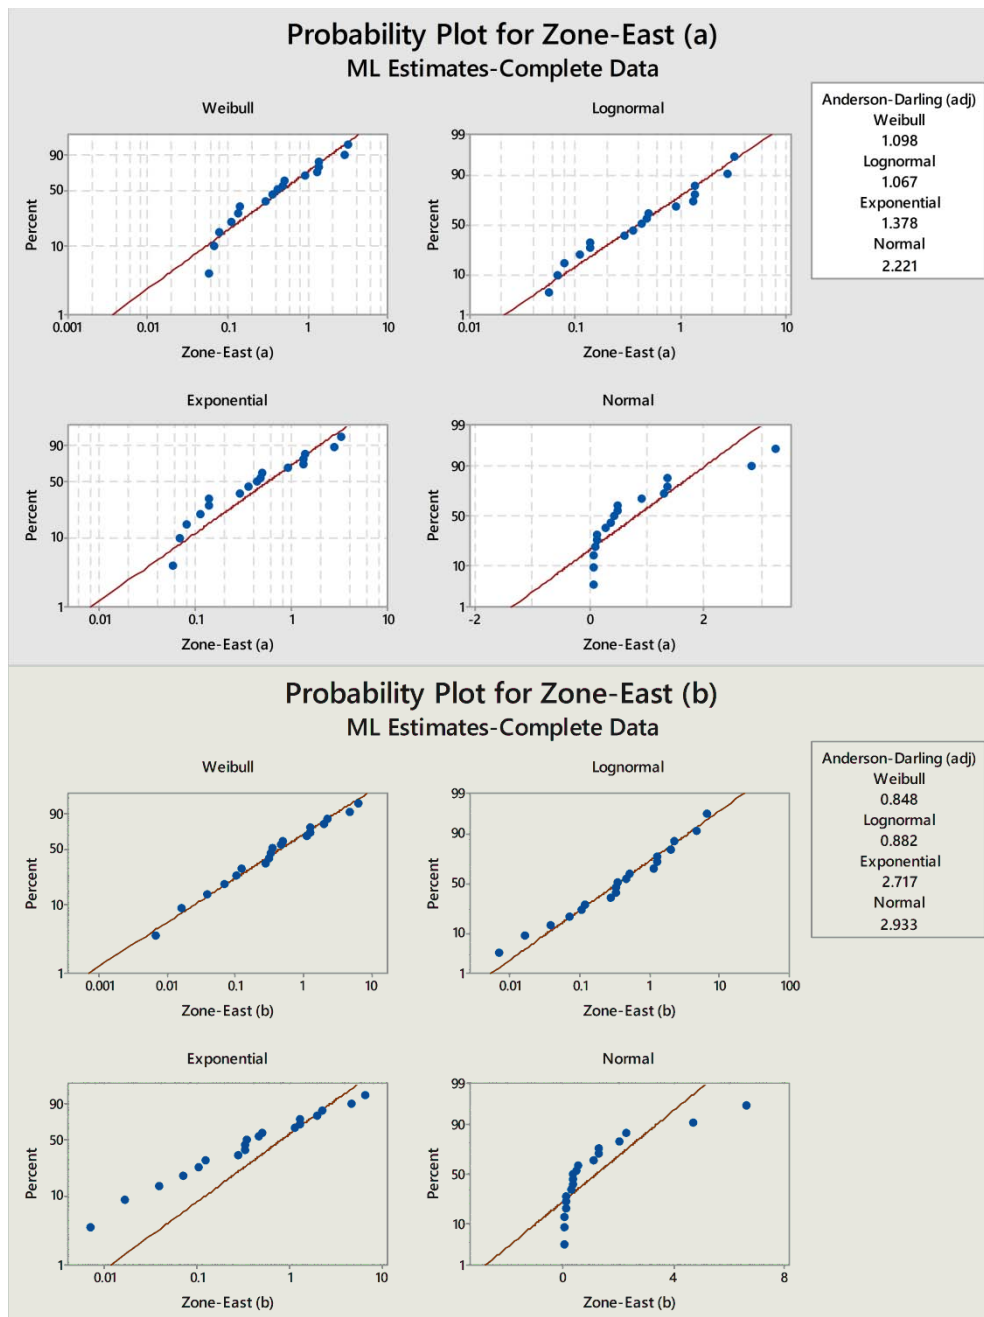 Probability Plot for Zone-East (a)
ML Estimates-Complete Data
Weibull
Percent
90
50
10
1
0.001 0.01 0.1 1 10
Zone-East (a)
Lognormal
Percent
99
90
50
10
1
0.01 0.1 1 10
Zone-East (a)
Anderson-Darling (adj)
Weibull
1.098
Lognormal
1.067
Exponential
1.378
Normal
2.221
Exponential
Percent
90
50
10
1
0.01 0.1 1 10
Zone-East (a)
Normal
Percent
99
90
50
10
1
-2 0 2
Zone-East (a)
Probability Plot for Zone-East (b)
ML Estimates-Complete Data
Weibull
Percent
90
50
10
1
0.001 0.01 0.1 1 10
Zone-East (b)
Lognormal
Percent
99
90
50
10
1
0.01 0.1 1 10 100
Zone-East (b)
Anderson-Darling (adj)
Weibull
0.848
Lognormal
0.882
Exponential
2.717
Normal
2.933
Exponential
Percent
90
50
10
1
0.01 0.1 1 10
Zone-East (b)
Normal
Percent
99
90
50
10
1
0 4 8
Zone-East (b)